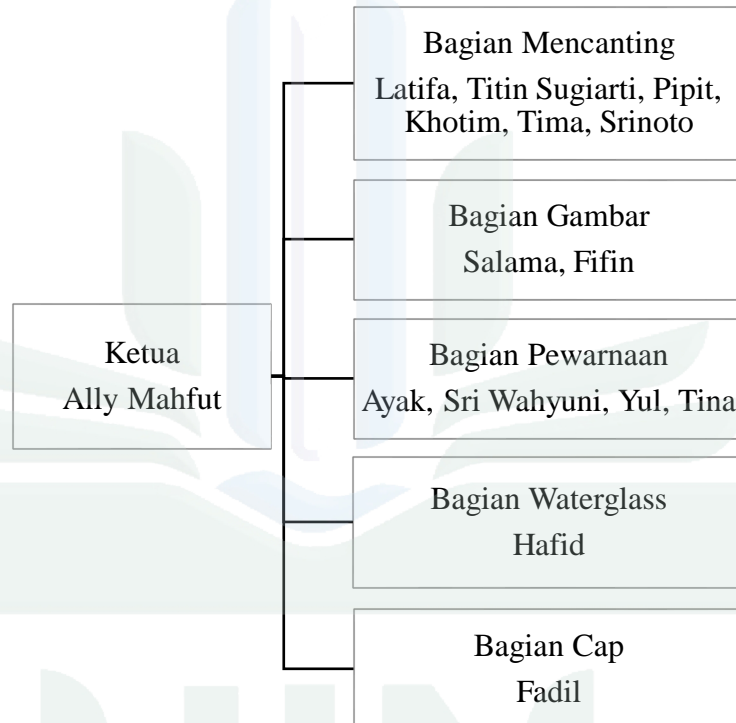 Bagian Mencanting
Latifa, Titin Sugiarti, Pipit,
Khotim, Tima, Srinoto
Bagian Gambar
Salama, Fifin
Ketua
Ally Mahfut
Bagian Pewarnaan
Ayak, Sri Wahyuni, Yul, Tina
Bagian Waterglass
Hafid
Bagian Cap
Fadil